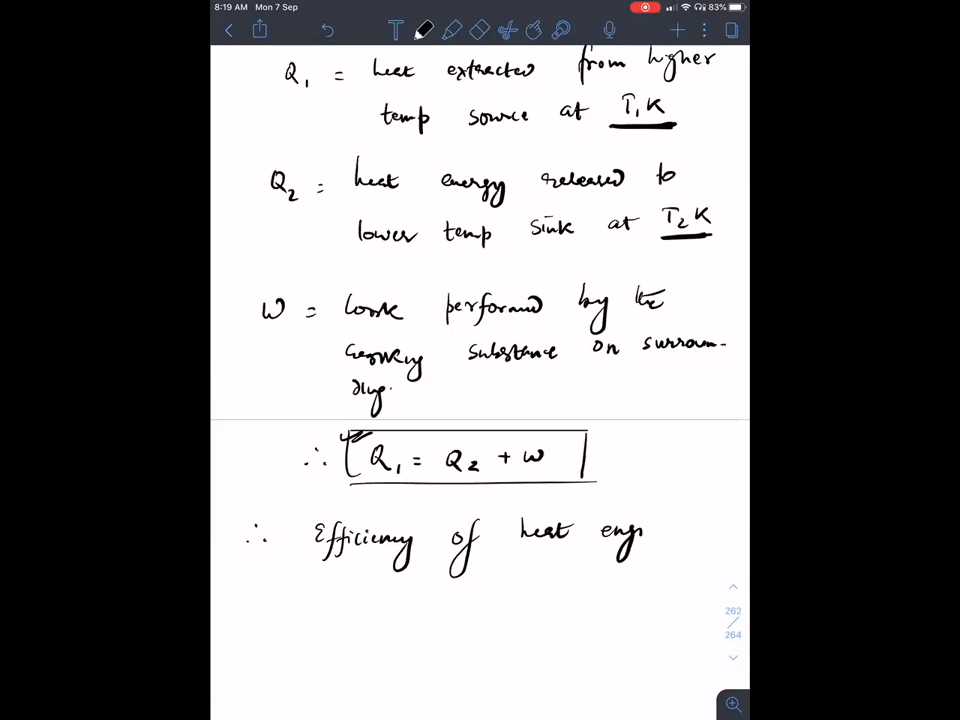 8:19 AM Mon 7 Sep
83%
Q1 = heat extracted from higher
temp source at T1K
Q2 = heat energy released to
lower temp sink at T2K
W = work performed by the
working substance on surroun-
ding.
∴ Q1 = Q2 + W
∴ Efficiency of heat engi
262
/
264